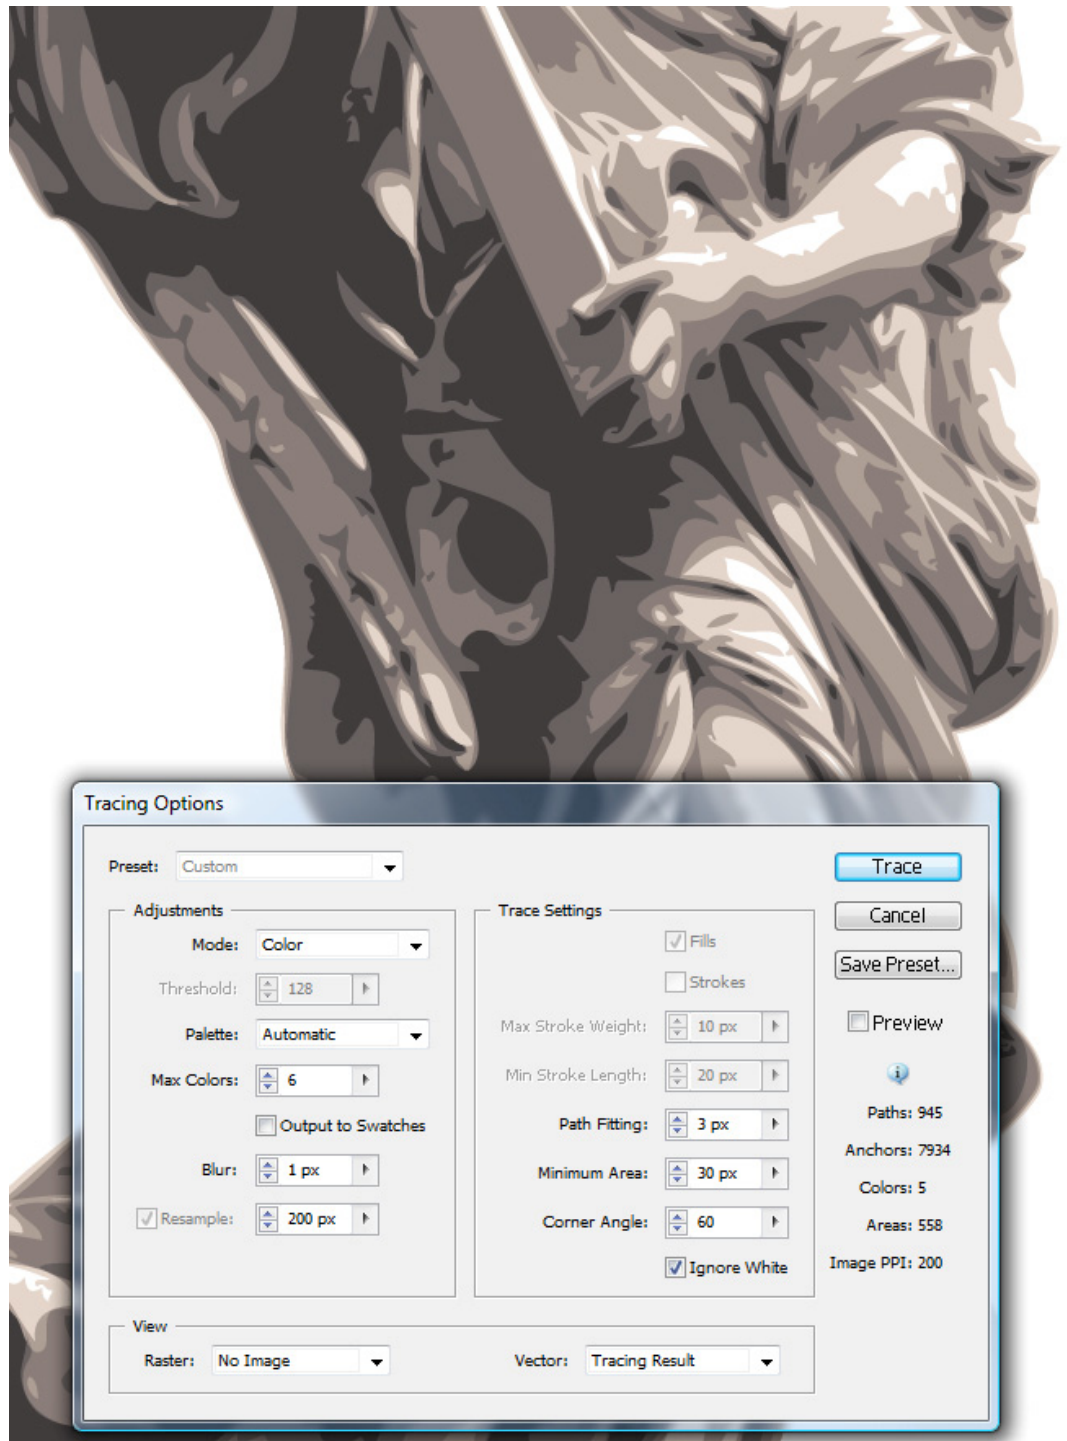 Tracing Options
Preset: Custom
Trace
Adjustments
Trace Settings
Cancel
Mode: Color
Fills
Save Preset...
Threshold: 128
Strokes
Palette: Automatic
Max Stroke Weight: 10 px
Preview
Max Colors: 6
Min Stroke Length: 20 px
Output to Swatches
Path Fitting: 3 px
Paths: 945
Blur: 1 px
Minimum Area: 30 px
Anchors: 7934
Colors: 5
Resample: 200 px
Corner Angle: 60
Areas: 558
Ignore White
Image PPI: 200
View
Raster: No Image
Vector: Tracing Result